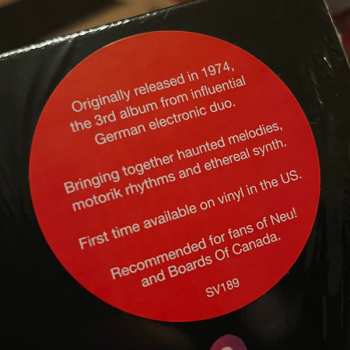 Originally released in 1974,
the 3rd album from influential
German electronic duo.
Bringing together haunted melodies,
motorik rhythms and ethereal synth.
First time available on vinyl in the US.
Recommended for fans of Neu!
and Boards Of Canada.
SV189